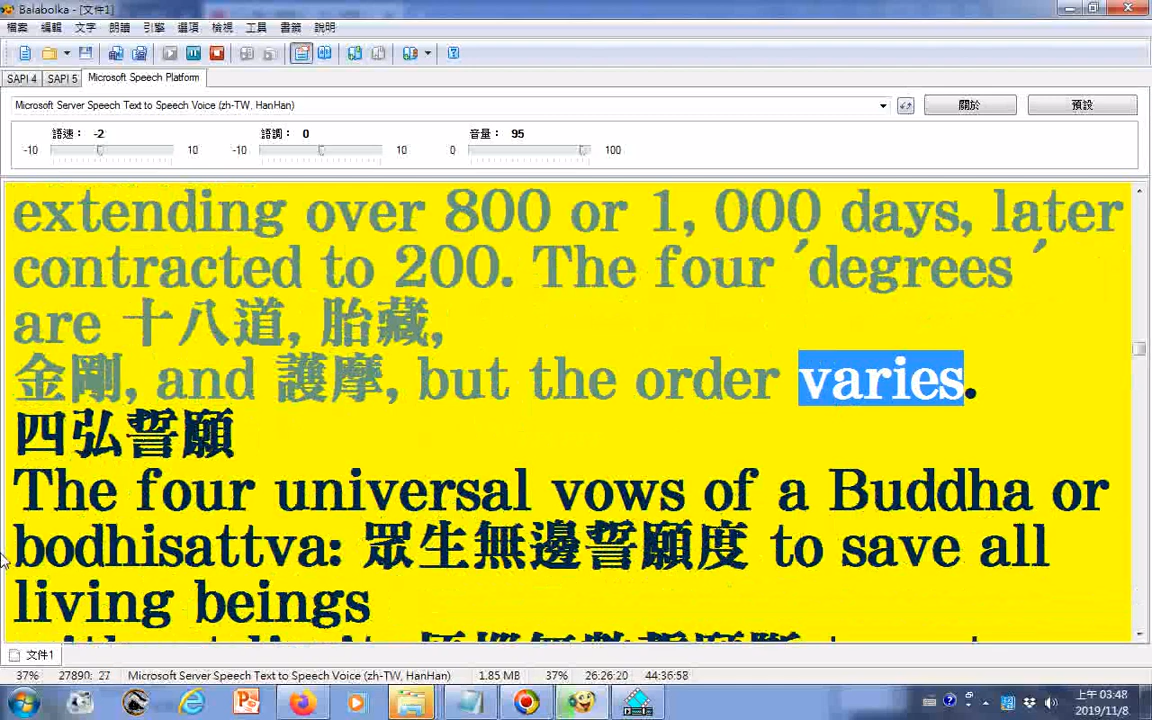 Balabolka - [文件1]
檔案 編輯 文字 朗讀 引擎 選項 檢視 工具 書籤 說明
SAPI 4 SAPI 5 Microsoft Speech Platform
Microsoft Server Speech Text to Speech Voice (zh-TW, HanHan) 關於 預設
語速: -2 語調: 0 音量: 95
-10 10 -10 10 0 100
extending over 800 or 1, 000 days, later
contracted to 200. The four ´degrees ´
are 十八道, 胎藏,
金剛, and 護摩, but the order varies.
四弘誓願
The four universal vows of a Buddha or
bodhisattva: 眾生無邊誓願度 to save all
living beings
文件1
37% 27890: 27 Microsoft Server Speech Text to Speech Voice (zh-TW, HanHan) 1.85 MB 37% 26:26:20 44:36:58
上午 03:48
2019/11/8